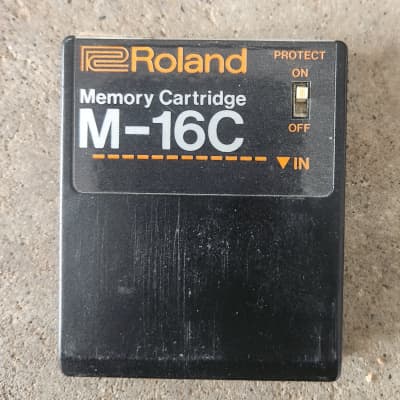 Roland
PROTECT
ON
Memory Cartridge
M-16C
OFF
▼IN